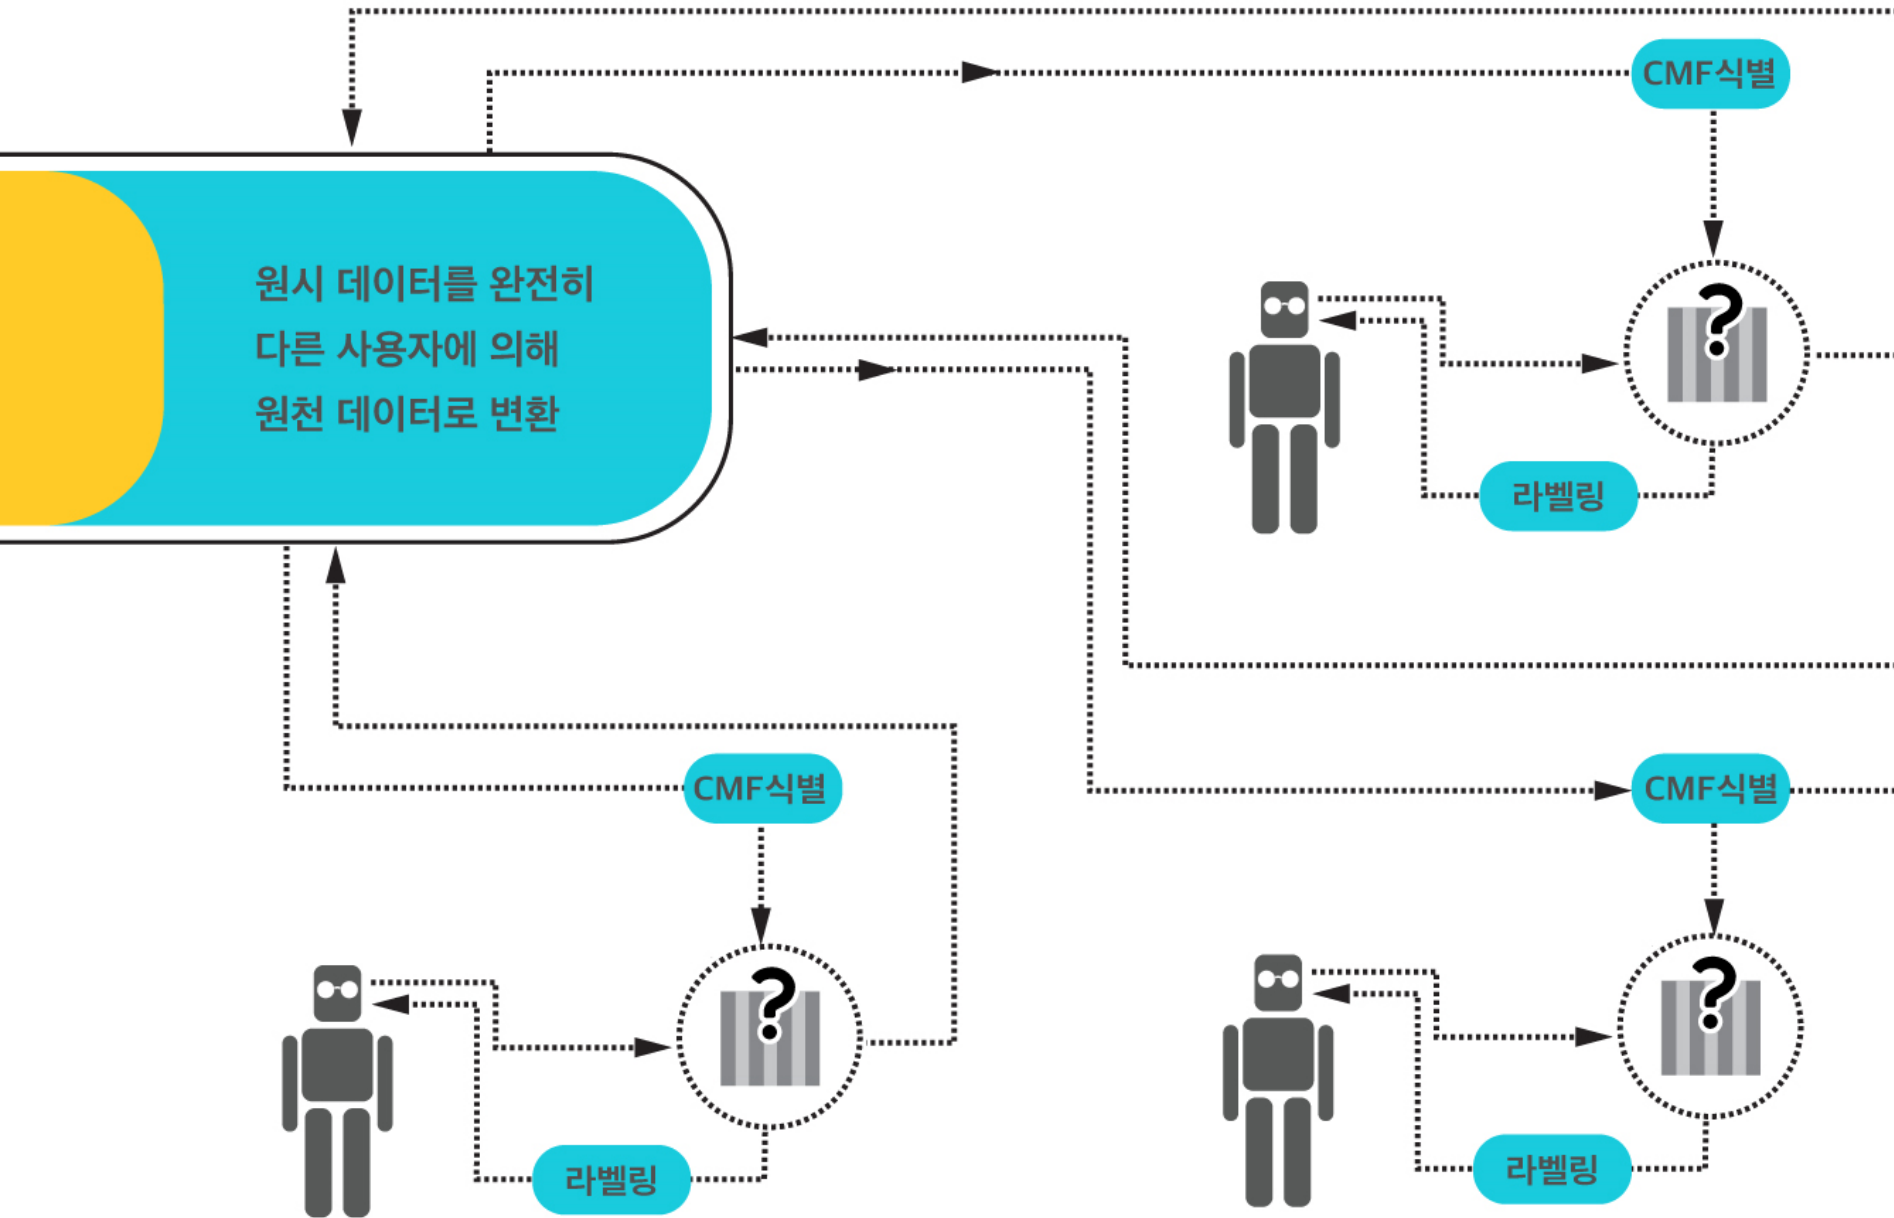 CMF식별
원시 데이터를 완전히
다른 사용자에 의해
원천 데이터로 변환
?
라벨링
CMF식별
CMF식별
?
?
라벨링
라벨링